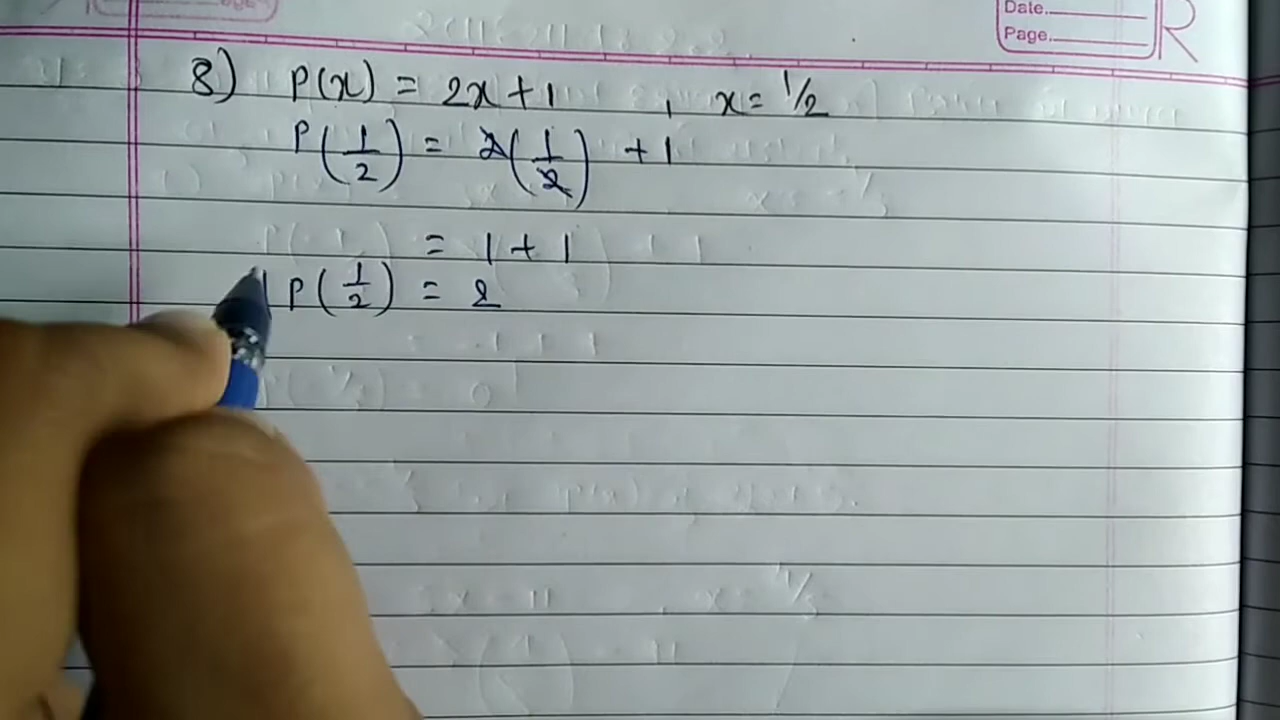 Date.
Page.
R
8) P(x) = 2x + 1 , x = 1/2
P(1/2) = 2(1/2) + 1
= 1 + 1
P(1/2) = 2